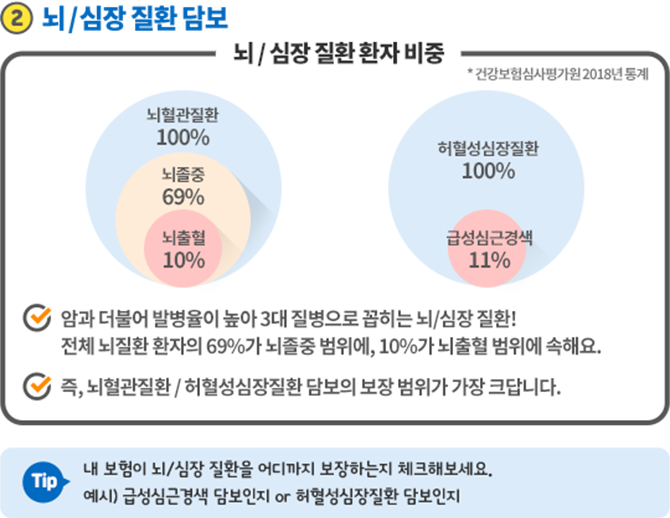 2 뇌 / 심장 질환 담보
뇌 / 심장 질환 환자 비중
* 건강보험심사평가원 2018년 통계
뇌혈관질환
100%
뇌졸중
69%
뇌출혈
10%
허혈성심장질환
100%
급성심근경색
11%
암과 더불어 발병율이 높아 3대 질병으로 꼽히는 뇌/심장 질환!
전체 뇌질환 환자의 69%가 뇌졸중 범위에, 10%가 뇌출혈 범위에 속해요.
즉, 뇌혈관질환 / 허혈성심장질환 담보의 보장 범위가 가장 크답니다.
Tip
내 보험이 뇌/심장 질환을 어디까지 보장하는지 체크해보세요.
예시) 급성심근경색 담보인지 or 허혈성심장질환 담보인지